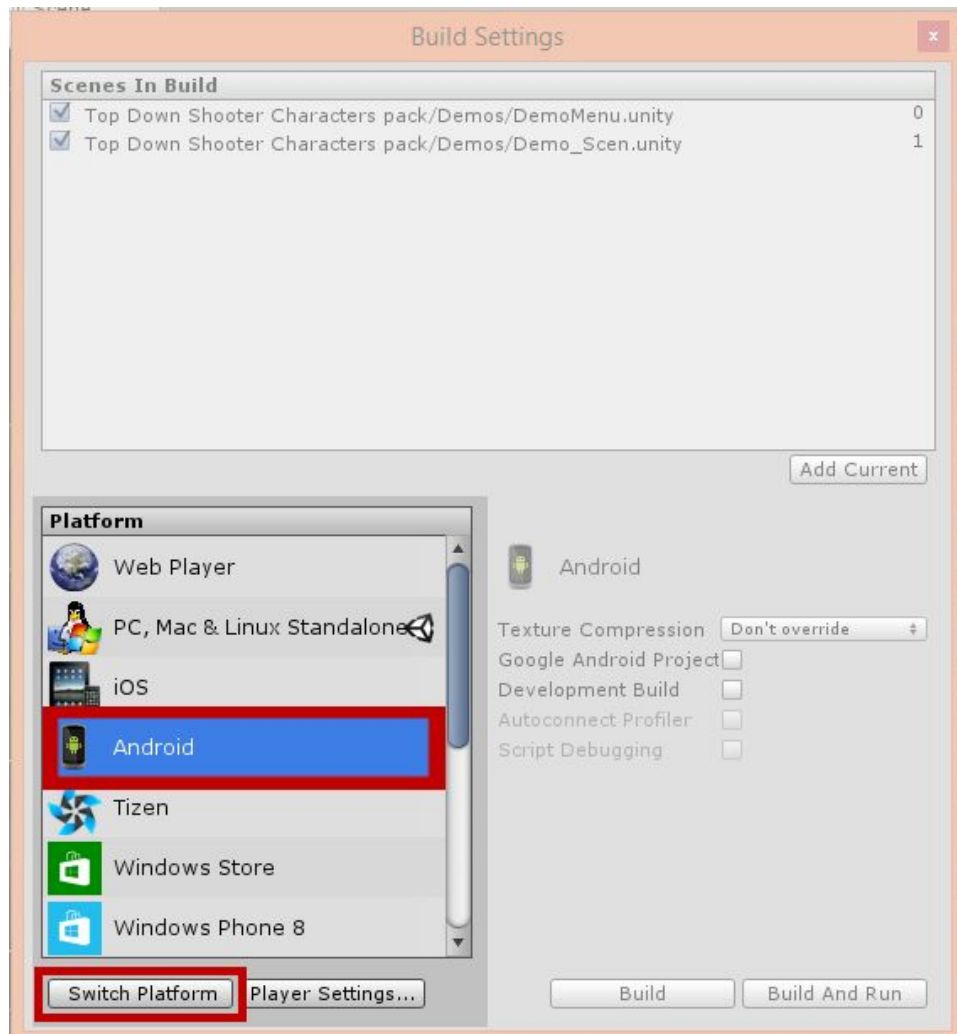 Build Settings
x
Scenes In Build
Top Down Shooter Characters pack/Demos/DemoMenu.unity 0
Top Down Shooter Characters pack/Demos/Demo_Scen.unity 1
Add Current
Platform
Web Player
PC, Mac & Linux Standalone
iOS
Android
Tizen
Windows Store
Windows Phone 8
Switch Platform
Player Settings...
Android
Texture Compression Don't override
Google Android Project
Development Build
Autoconnect Profiler
Script Debugging
Build
Build And Run